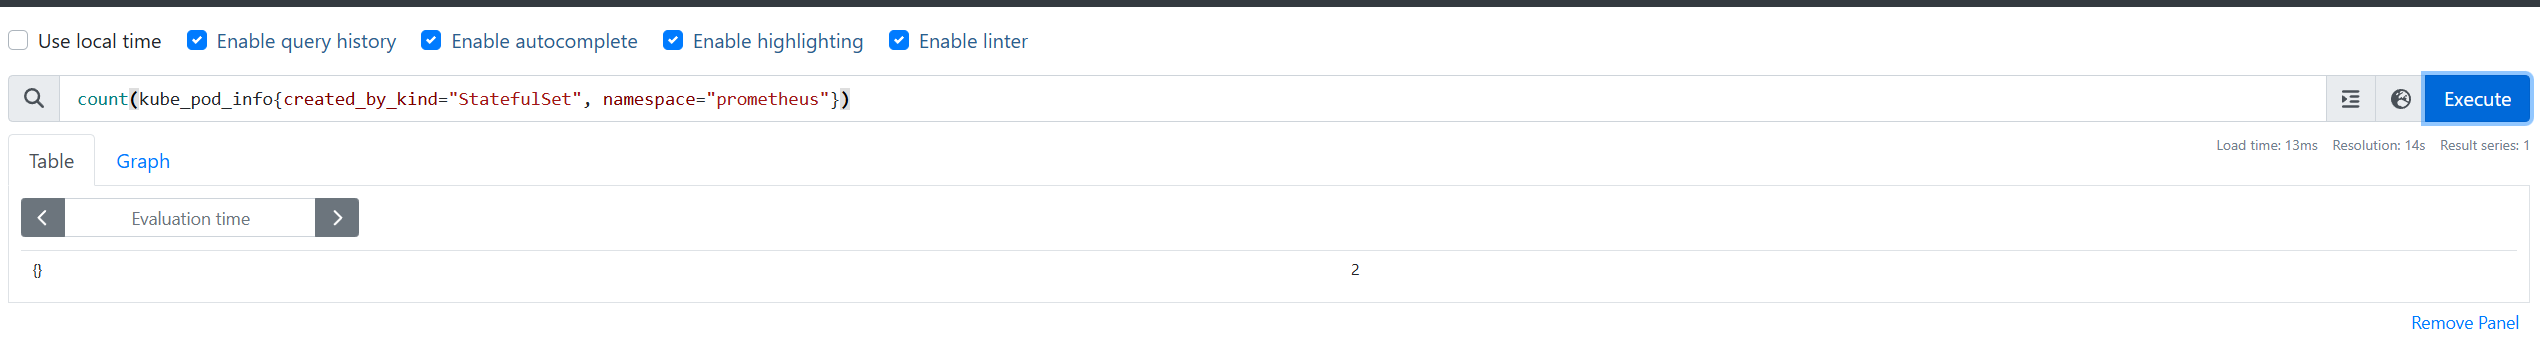 Use local time Enable query history Enable autocomplete Enable highlighting Enable linter
count(kube_pod_info{created_by_kind="StatefulSet", namespace="prometheus"})
Execute
Table Graph
Load time: 13ms Resolution: 14s Result series: 1
Evaluation time
{} 2
Remove Panel